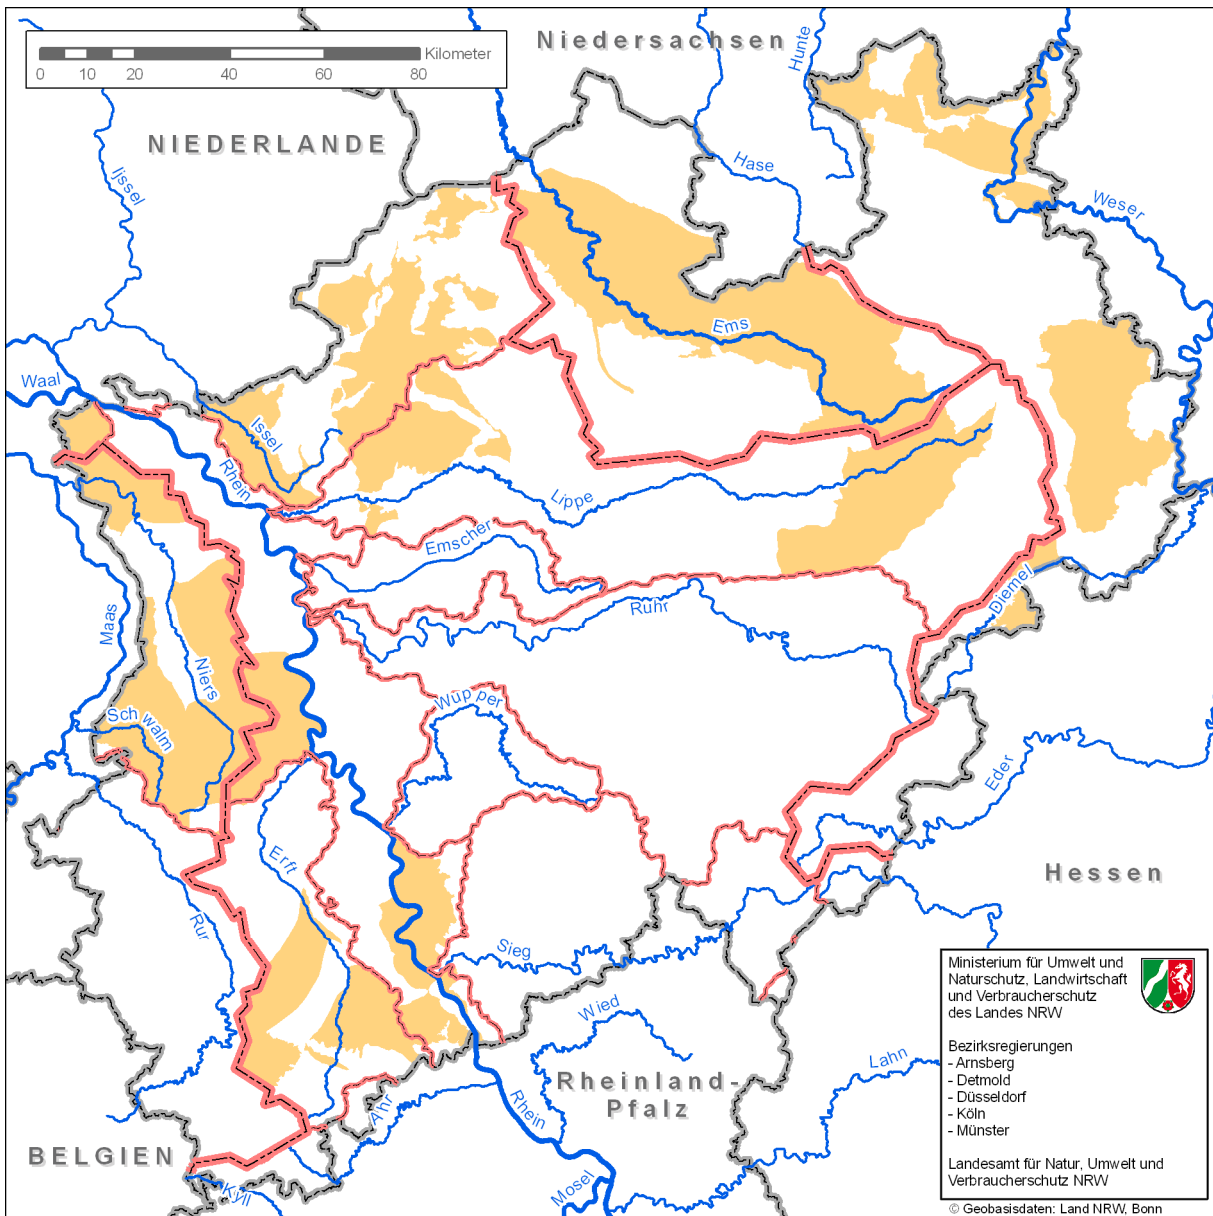 Niedersachsen
Kilometer
0 10 20 40 60 80
NIEDERLANDE
Hunte
Hase
Ijssel
Weser
Ems
Waal
Issel
Rhein
Lippe
Emscher
Diemel
Maas
Ruhr
Niers
Wupper
Schwalm
Eder
Erft
Hessen
Rur
Sieg
Wied
Lahn
Rheinland-
Pfalz
Ahr
Rhein
BELGIEN
Kyll
Mosel
Ministerium für Umwelt und
Naturschutz, Landwirtschaft
und Verbraucherschutz
des Landes NRW
Bezirksregierungen
- Arnsberg
- Detmold
- Düsseldorf
- Köln
- Münster
Landesamt für Natur, Umwelt und
Verbraucherschutz NRW
© Geobasisdaten: Land NRW, Bonn